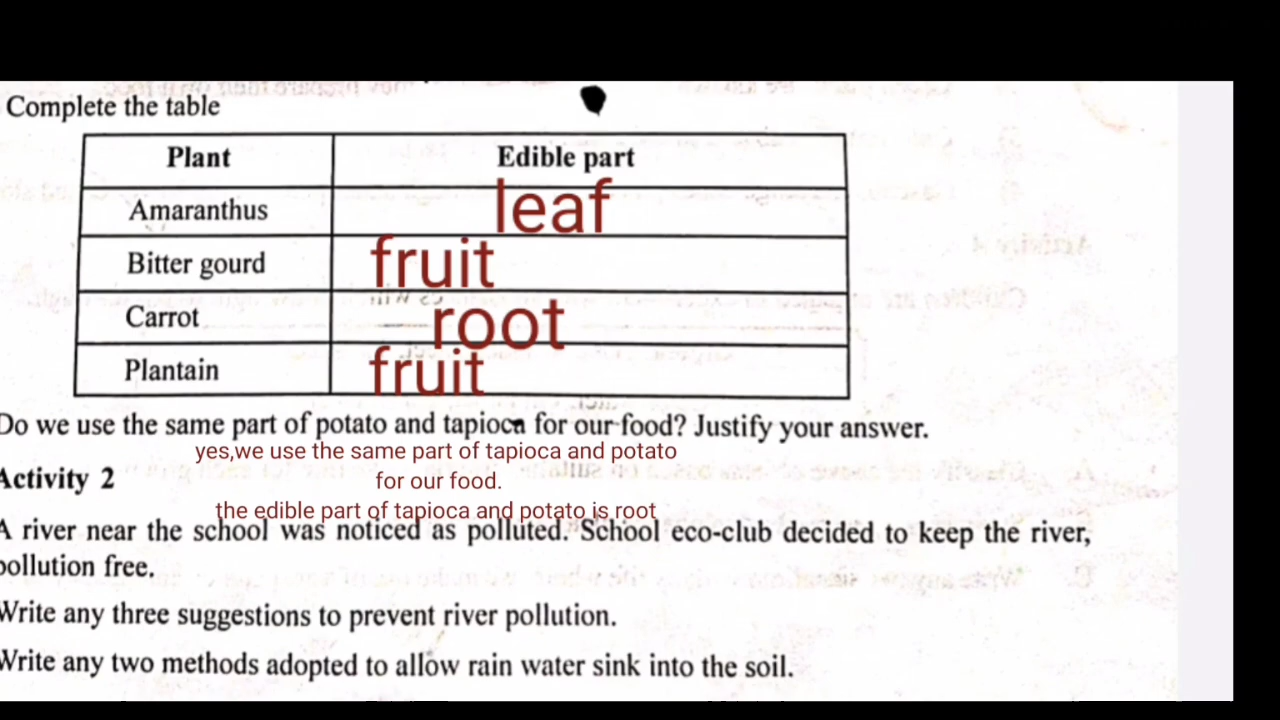 Complete the table
Plant Edible part
Amaranthus leaf
Bitter gourd fruit
Carrot root
Plantain fruit
Do we use the same part of potato and tapioca for our food? Justify your answer.
yes,we use the same part of tapioca and potato
for our food.
Activity 2
the edible part of tapioca and potato is root
A river near the school was noticed as polluted. School eco-club decided to keep the river,
pollution free.
Write any three suggestions to prevent river pollution.
Write any two methods adopted to allow rain water sink into the soil.